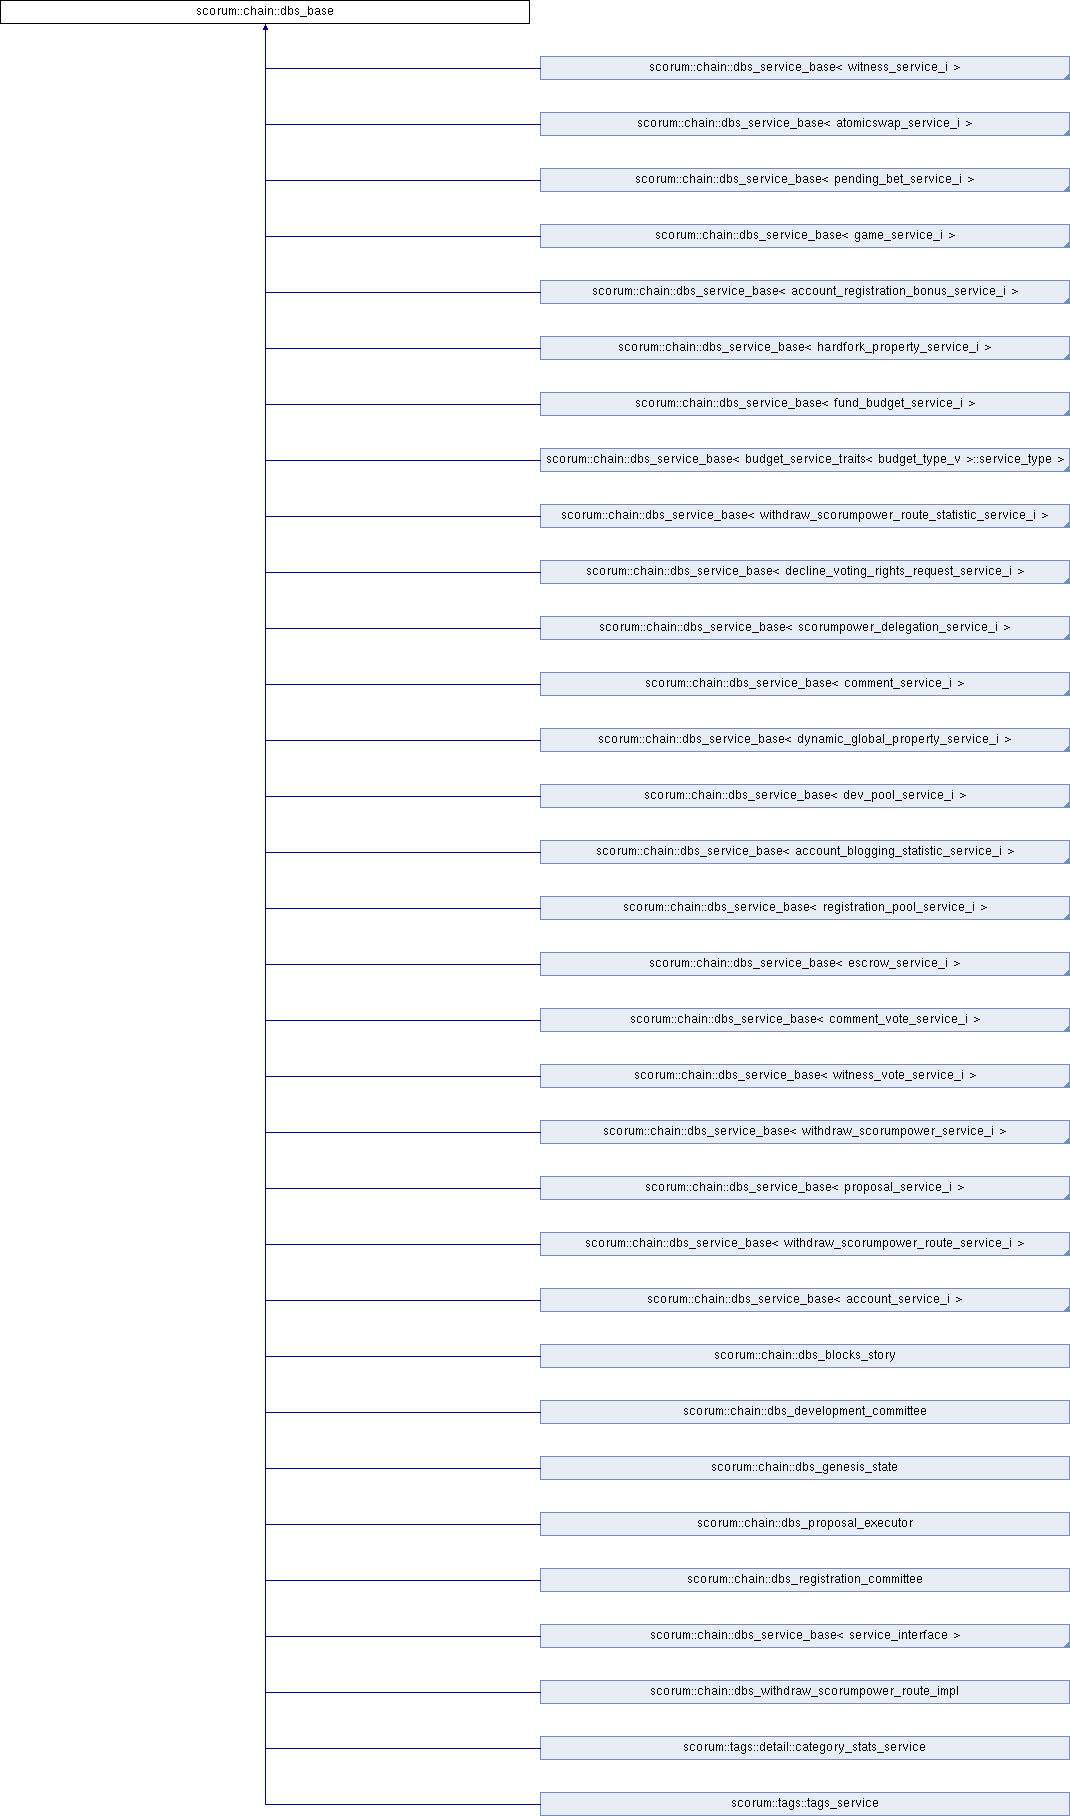 scorum::chain::dbs_base
scorum::chain::dbs_service_base< witness_service_i >
scorum::chain::dbs_service_base< atomicswap_service_i >
scorum::chain::dbs_service_base< pending_bet_service_i >
scorum::chain::dbs_service_base< game_service_i >
scorum::chain::dbs_service_base< account_registration_bonus_service_i >
scorum::chain::dbs_service_base< hardfork_property_service_i >
scorum::chain::dbs_service_base< fund_budget_service_i >
scorum::chain::dbs_service_base< budget_service_traits< budget_type_v >::service_type >
scorum::chain::dbs_service_base< withdraw_scorumpower_route_statistic_service_i >
scorum::chain::dbs_service_base< decline_voting_rights_request_service_i >
scorum::chain::dbs_service_base< scorumpower_delegation_service_i >
scorum::chain::dbs_service_base< comment_service_i >
scorum::chain::dbs_service_base< dynamic_global_property_service_i >
scorum::chain::dbs_service_base< dev_pool_service_i >
scorum::chain::dbs_service_base< account_blogging_statistic_service_i >
scorum::chain::dbs_service_base< registration_pool_service_i >
scorum::chain::dbs_service_base< escrow_service_i >
scorum::chain::dbs_service_base< comment_vote_service_i >
scorum::chain::dbs_service_base< witness_vote_service_i >
scorum::chain::dbs_service_base< withdraw_scorumpower_service_i >
scorum::chain::dbs_service_base< proposal_service_i >
scorum::chain::dbs_service_base< withdraw_scorumpower_route_service_i >
scorum::chain::dbs_service_base< account_service_i >
scorum::chain::dbs_blocks_story
scorum::chain::dbs_development_committee
scorum::chain::dbs_genesis_state
scorum::chain::dbs_proposal_executor
scorum::chain::dbs_registration_committee
scorum::chain::dbs_service_base< service_interface >
scorum::chain::dbs_withdraw_scorumpower_route_impl
scorum::tags::detail::category_stats_service
scorum::tags::tags_service